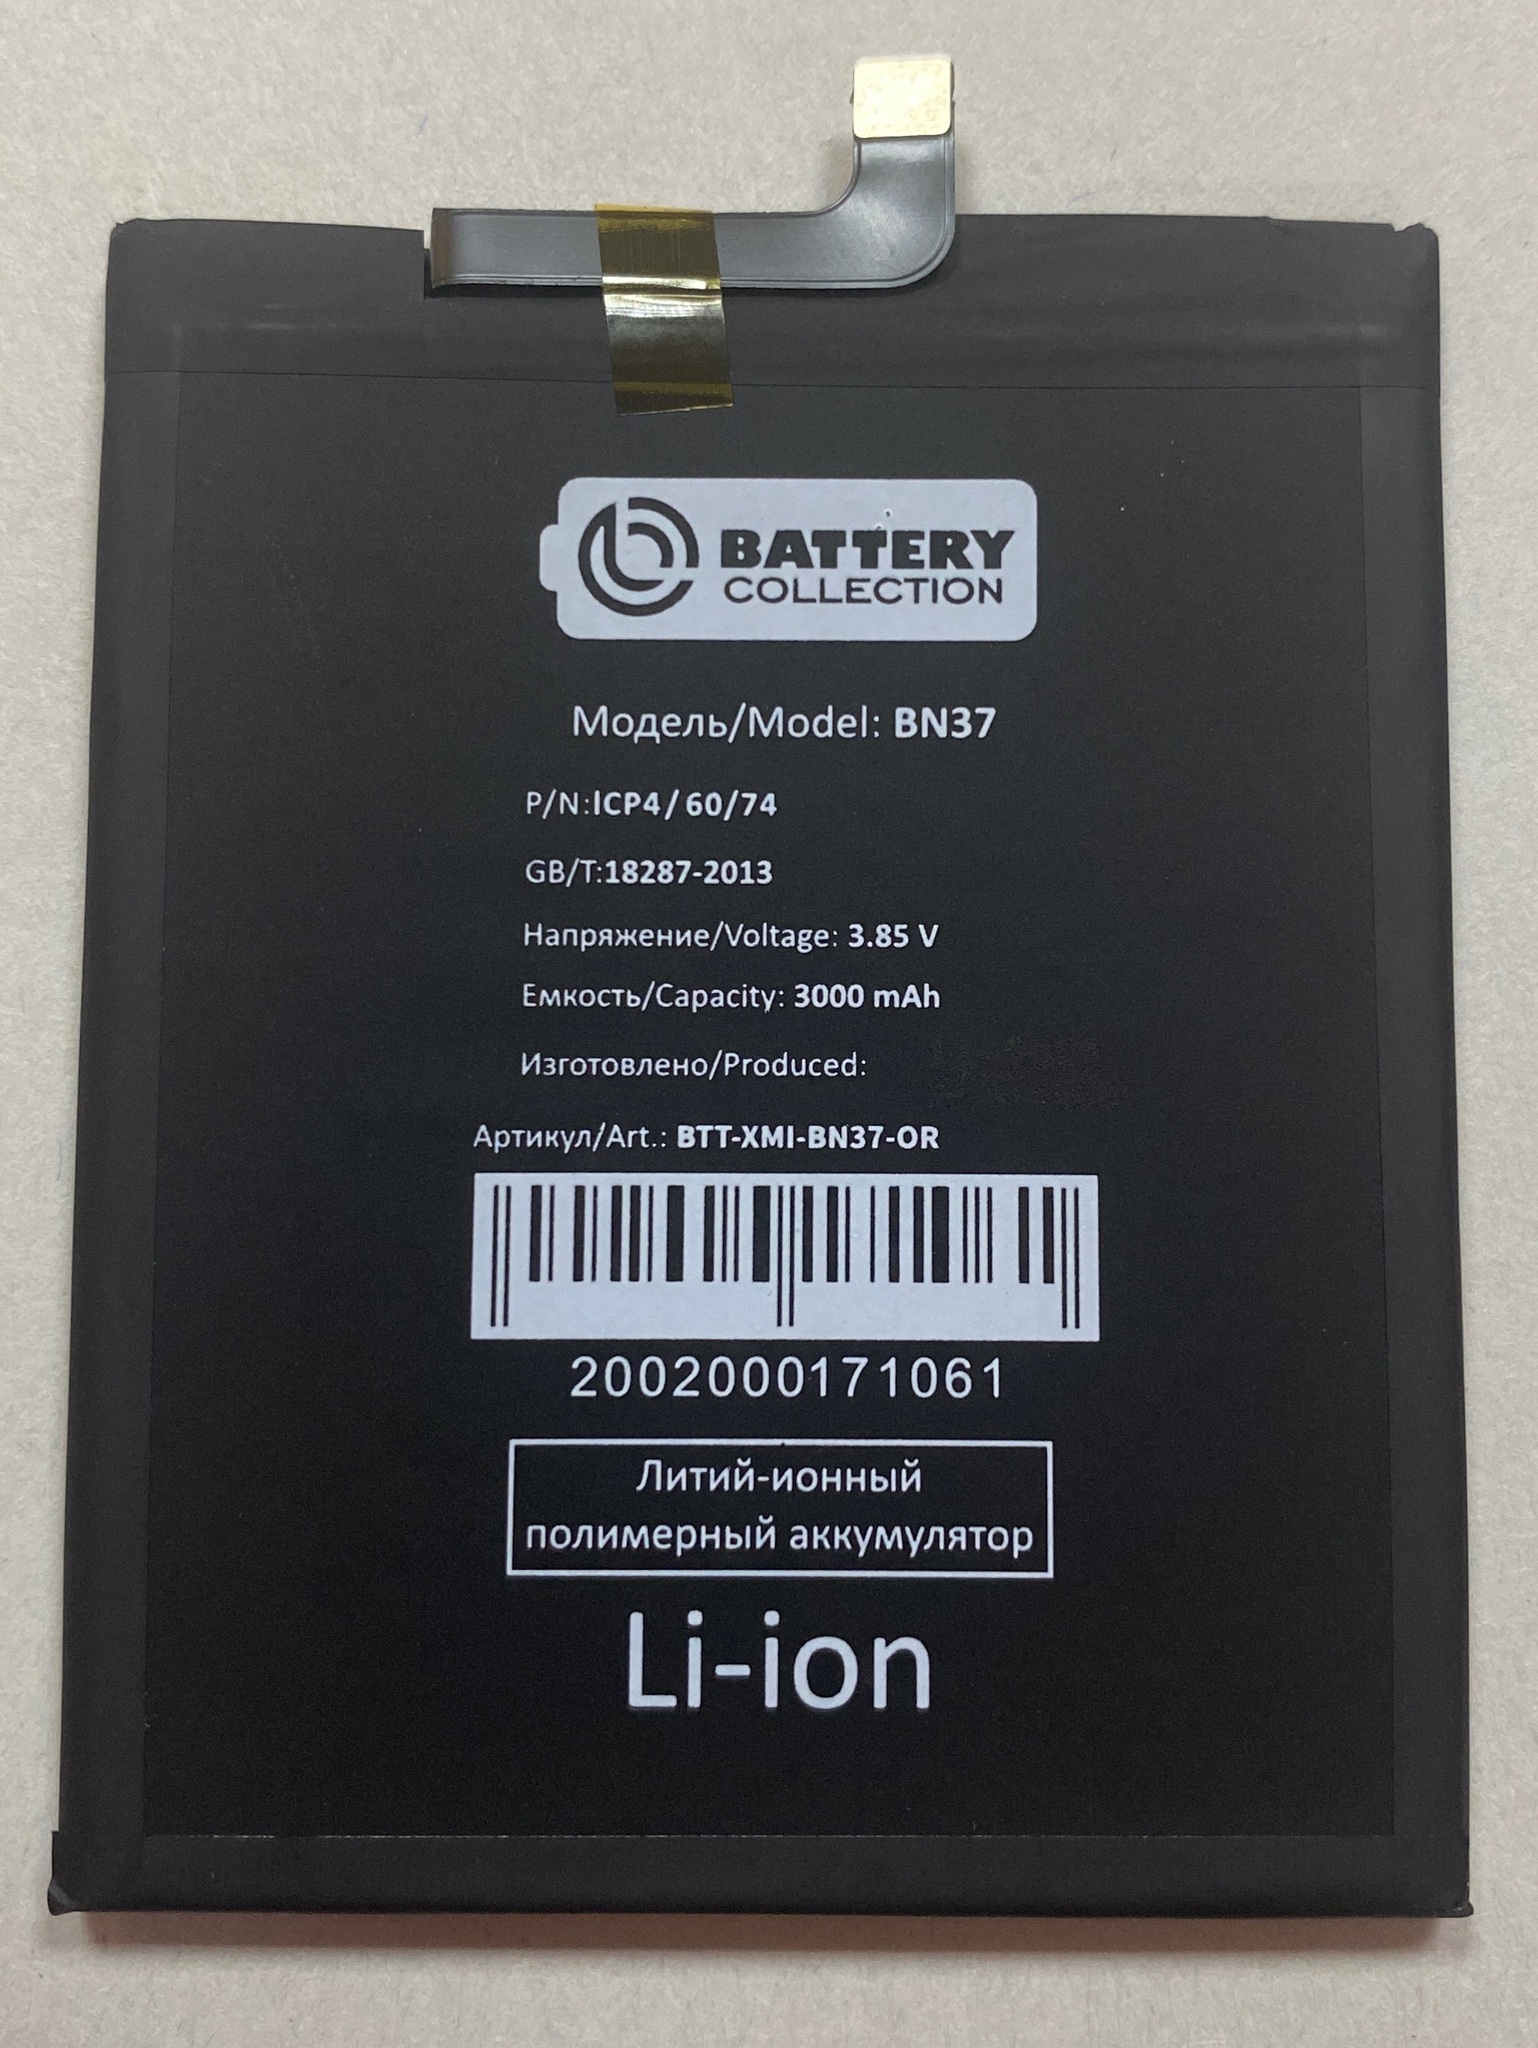 BATTERY
COLLECTION
Модель/Model: BN37
P/N:ICP4/60/74
GB/T:18287-2013
Напряжение/Voltage: 3.85 V
Емкость/Capacity: 3000 mAh
Изготовлено/Produced:
Артикул/Art.: BTT-XMI-BN37-OR
2002000171061
Литий-ионный
полимерный аккумулятор
Li-ion